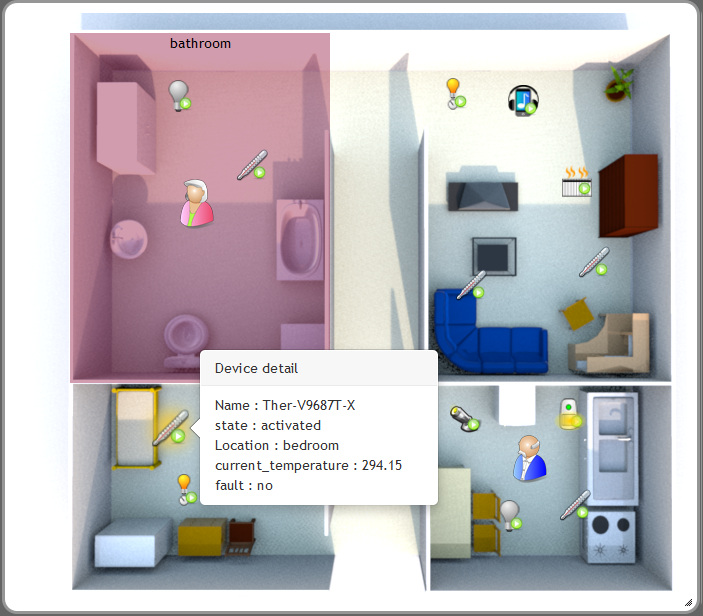 bathroom
Device detail
Name : Ther-V9687T-X
state : activated
Location : bedroom
current_temperature : 294.15
fault : no